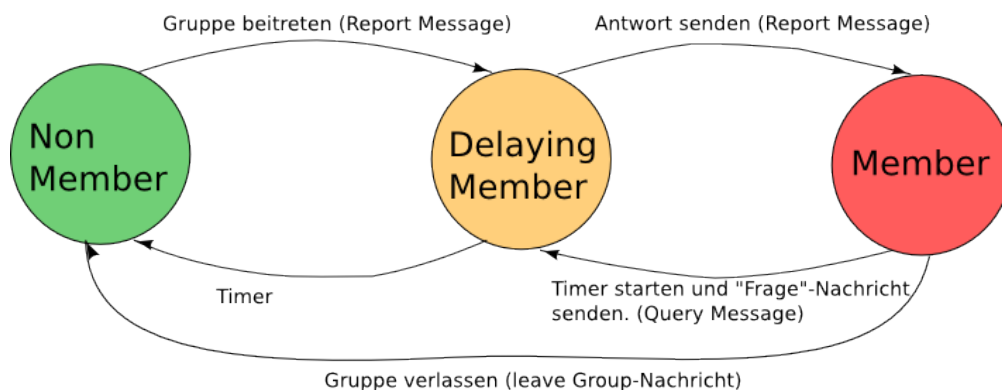 Gruppe beitreten (Report Message)
Antwort senden (Report Message)
Non
Member
Delaying
Member
Member
Timer
Timer starten und "Frage"-Nachricht
senden. (Query Message)
Gruppe verlassen (leave Group-Nachricht)